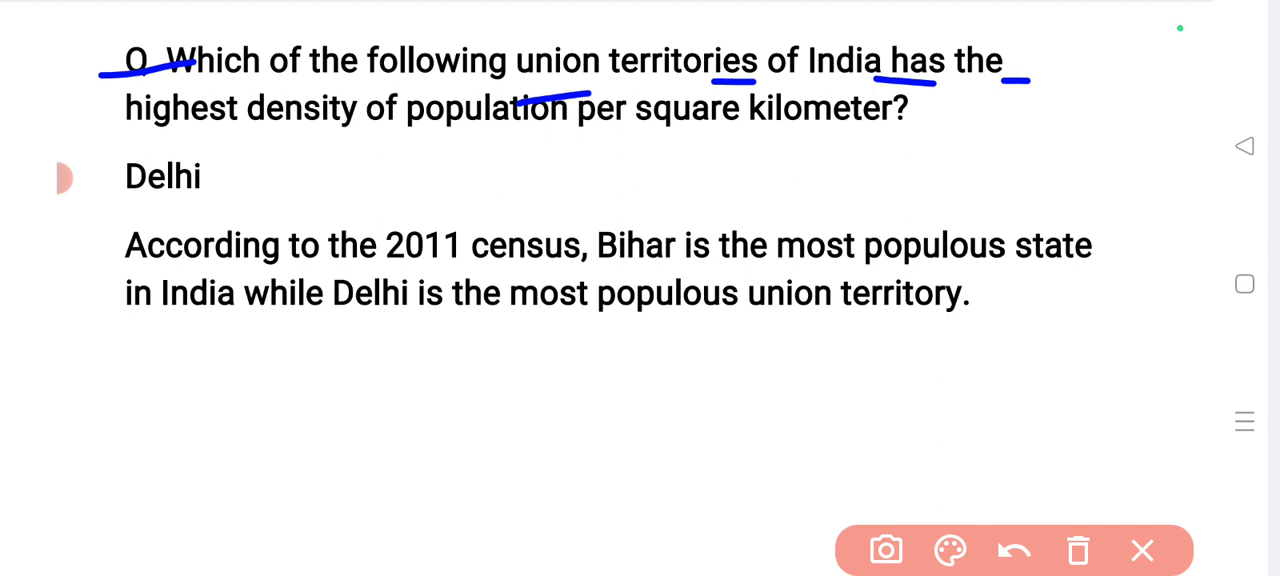 Q. Which of the following union territories of India has the
highest density of population per square kilometer?
Delhi
According to the 2011 census, Bihar is the most populous state
in India while Delhi is the most populous union territory.